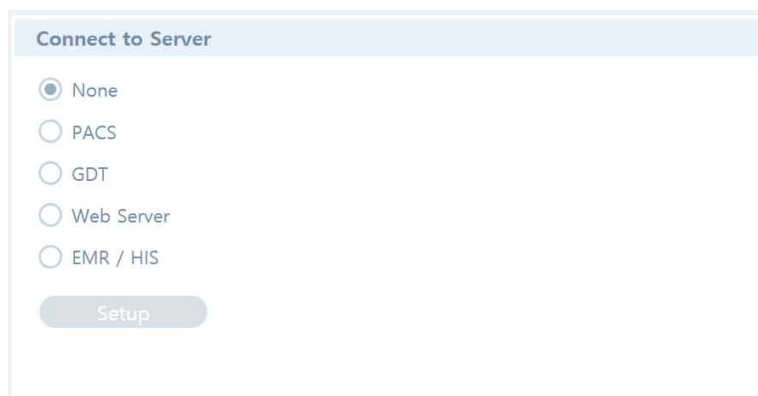 Connect to Server
None
PACS
GDT
Web Server
EMR / HIS
Setup